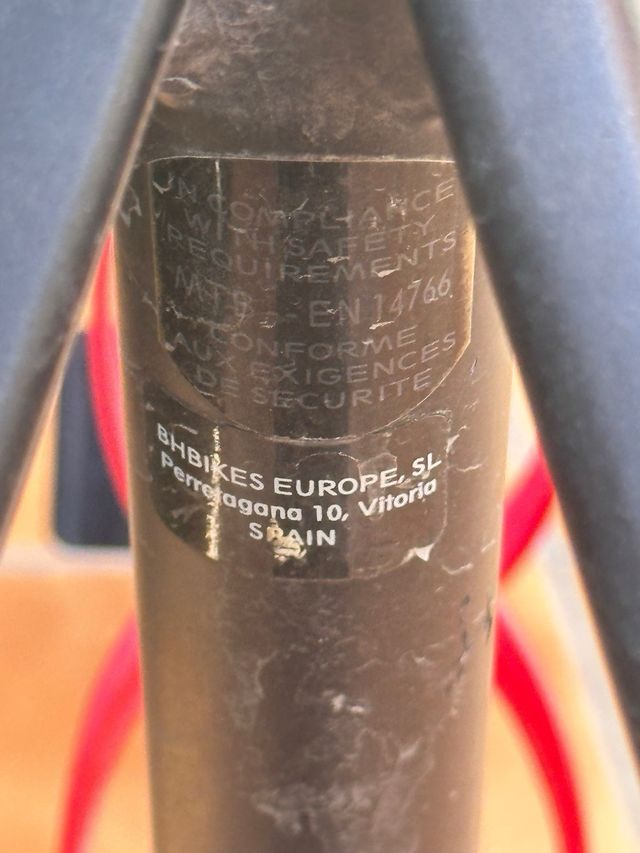 IN COMPLIANCE
WITH SAFETY
REQUIREMENTS
MTB - EN 14766
CONFORME
AUX EXIGENCES
DE SECURITE
BHBIKES EUROPE, SL
Perretagana 10, Vitoria
SPAIN